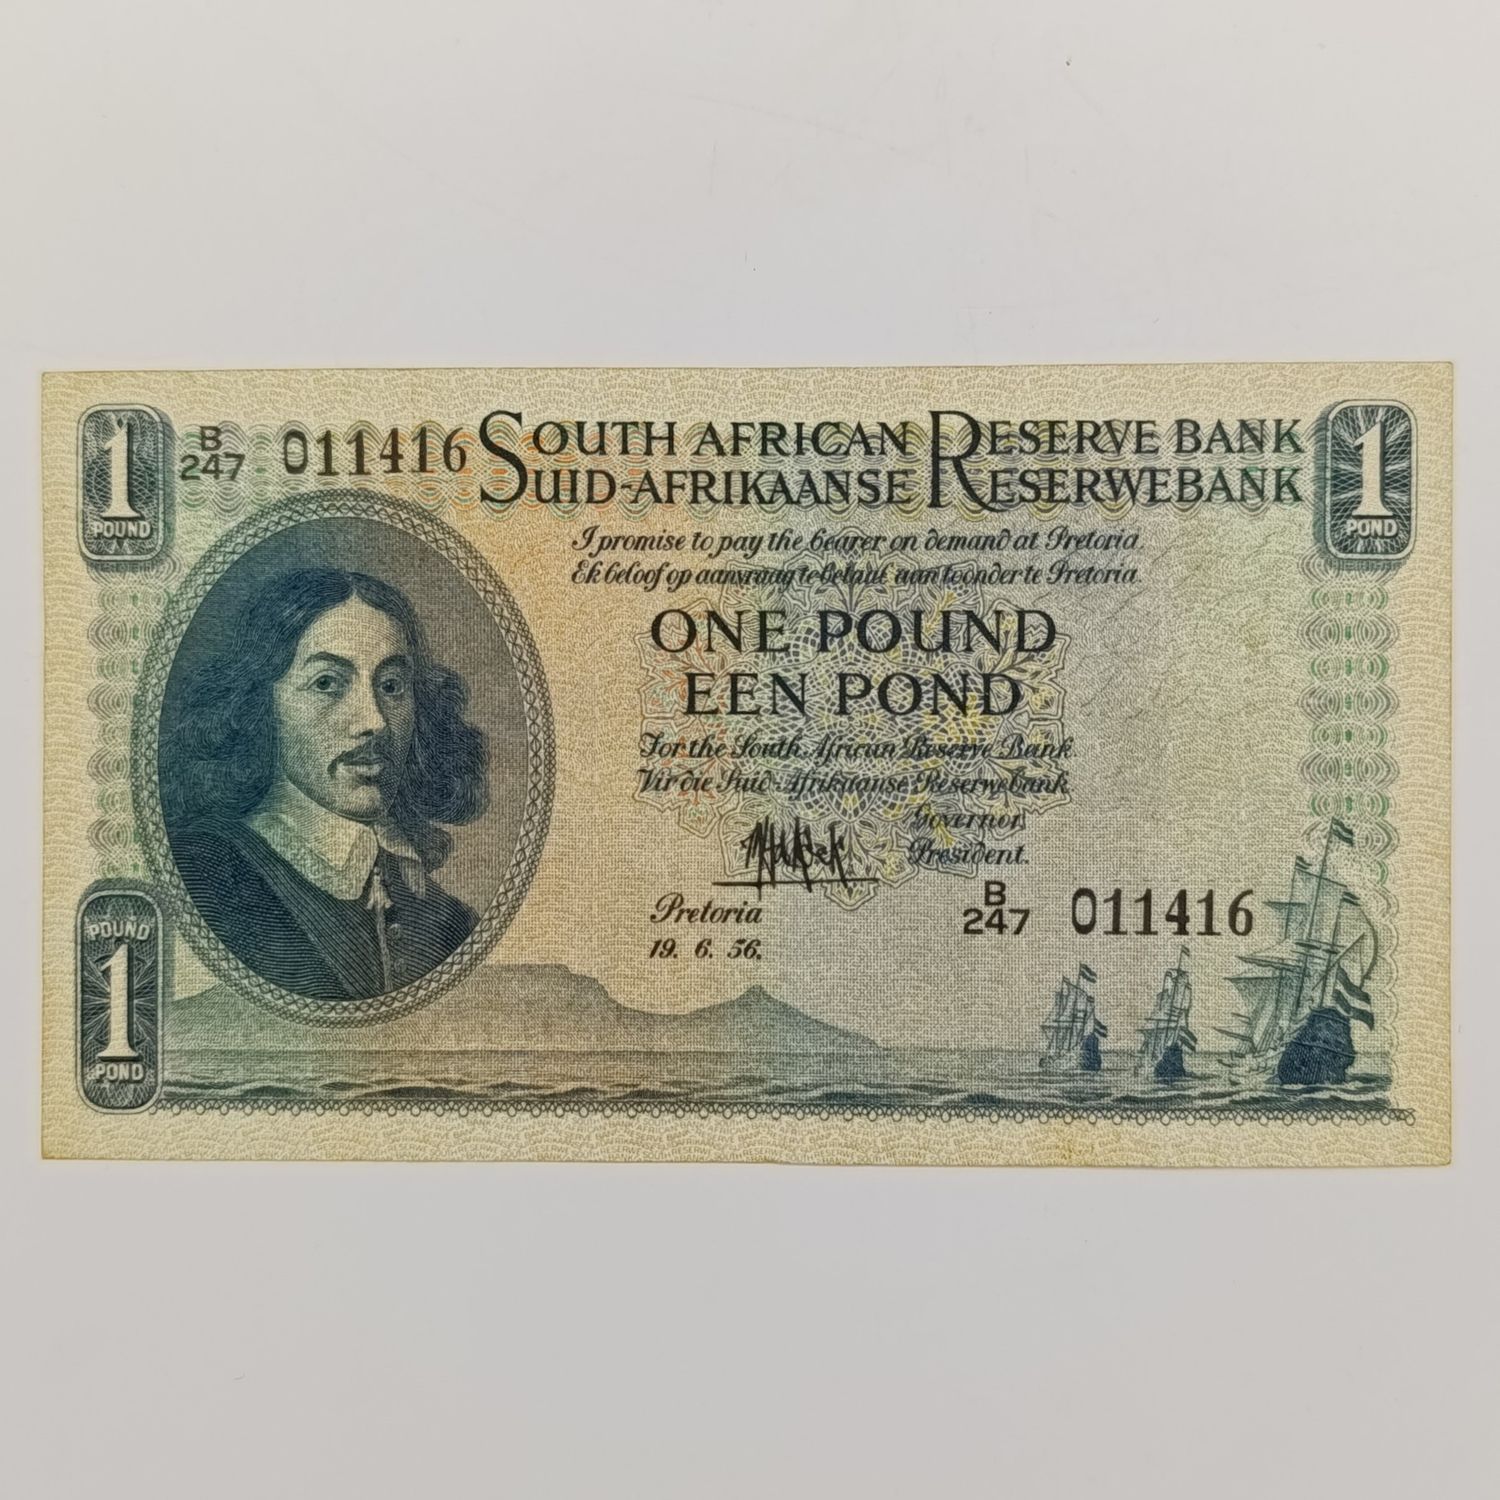 1
POUND
B
247
011416
SOUTH AFRICAN RESERVE BANK
SUID-AFRIKAANSE RESERWEBANK
1
POND
I promise to pay the bearer on demand at Pretoria.
Ek beloof op aanvraag te betaal aan toonder te Pretoria.
ONE POUND
EEN POND
For the South African Reserve Bank
Vir die Suid-Afrikaanse Reserwebank
Governor.
President.
B
247
011416
Pretoria
19. 6. 56.
POUND
1
POND